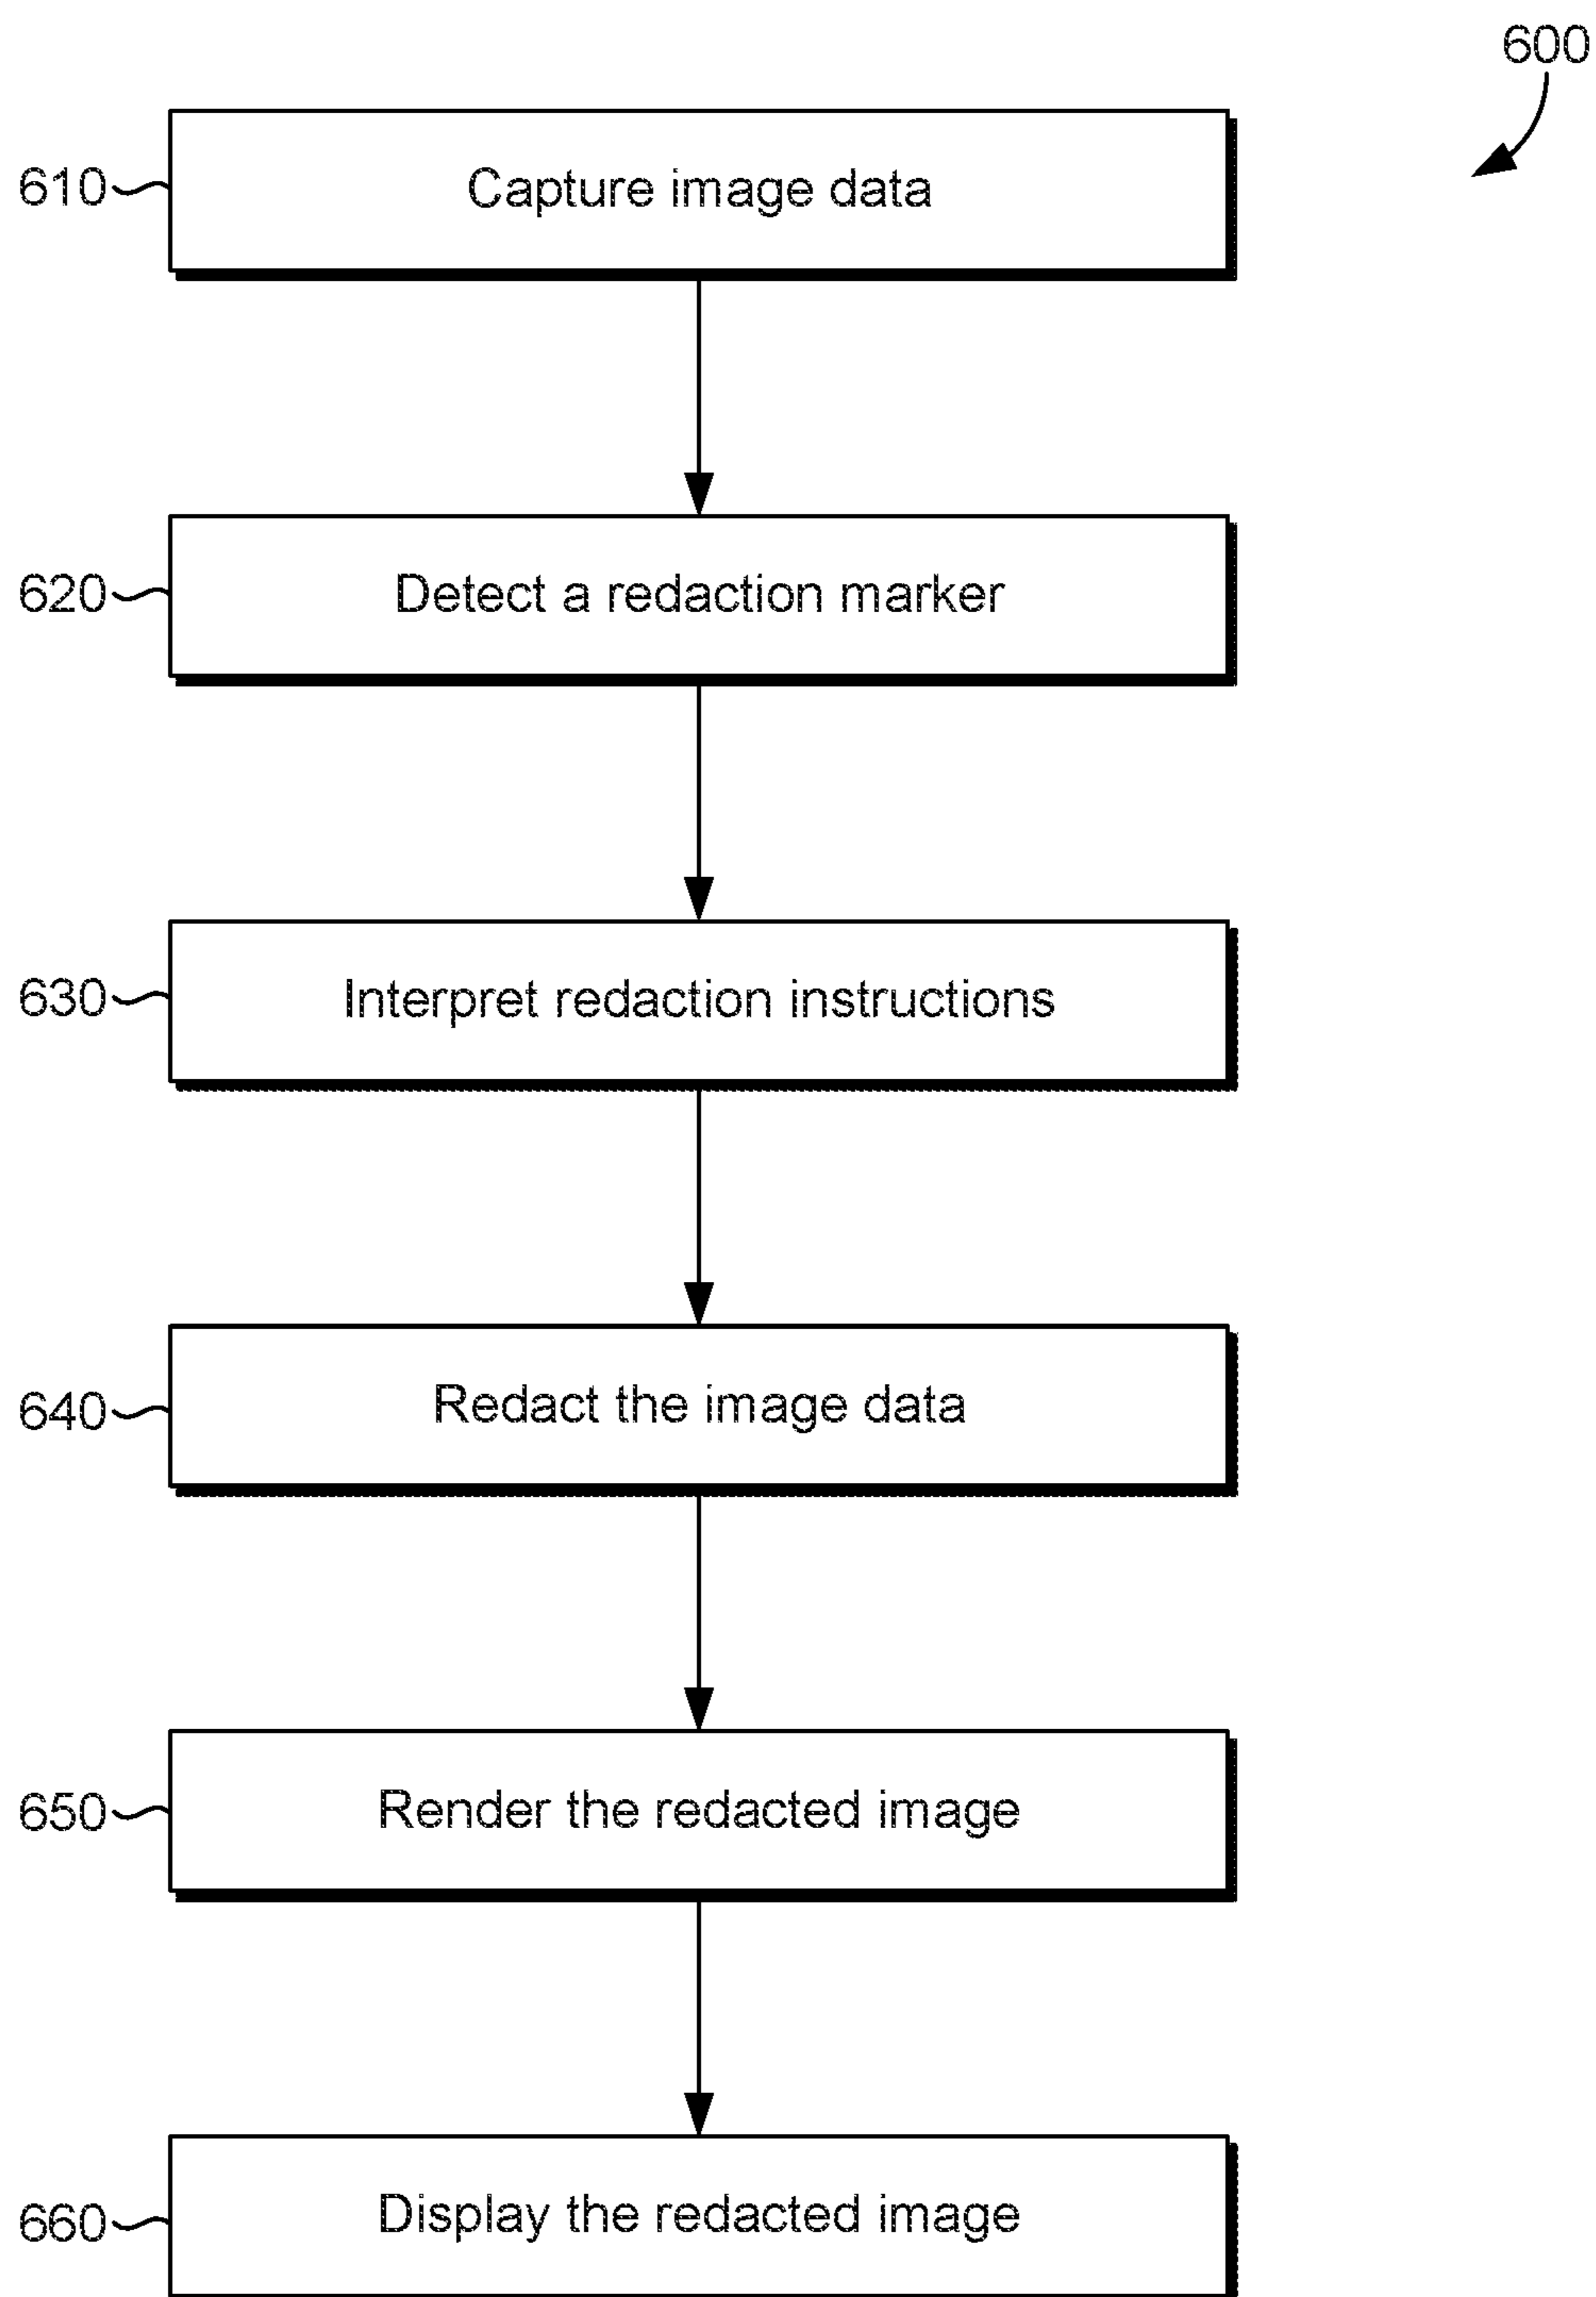 600
610 Capture image data
620 Detect a redaction marker
630 Interpret redaction instructions
640 Redact the image data
650 Render the redacted image
660 Display the redacted image